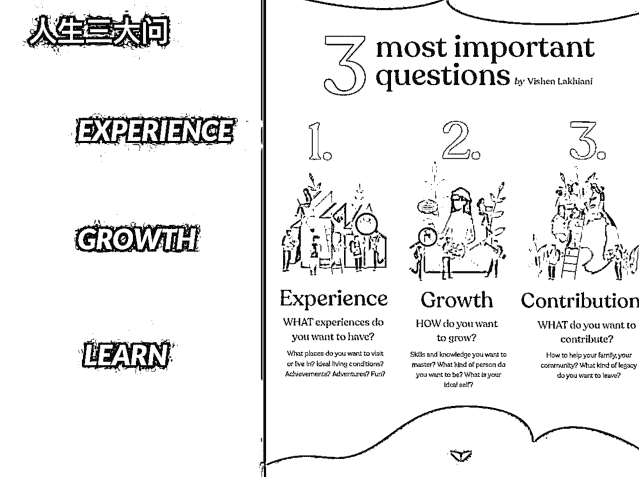 人生三大问
EXPERIENCE
GROWTH
LEARN
3 most important
questions by Vishen Lakhiani
1.
Experience
WHAT experiences do
you want to have?
What places do you want to visit
or live in? Ideal living conditions?
Achievements? Adventures? Fun?
2.
Growth
HOW do you want
to grow?
Skills and knowledge you want to
master? What kind of person do
you want to be? What is your
ideal self?
3.
Contribution
WHAT do you want to
contribute?
How to help your family, your
community? What kind of legacy
do you want to leave?